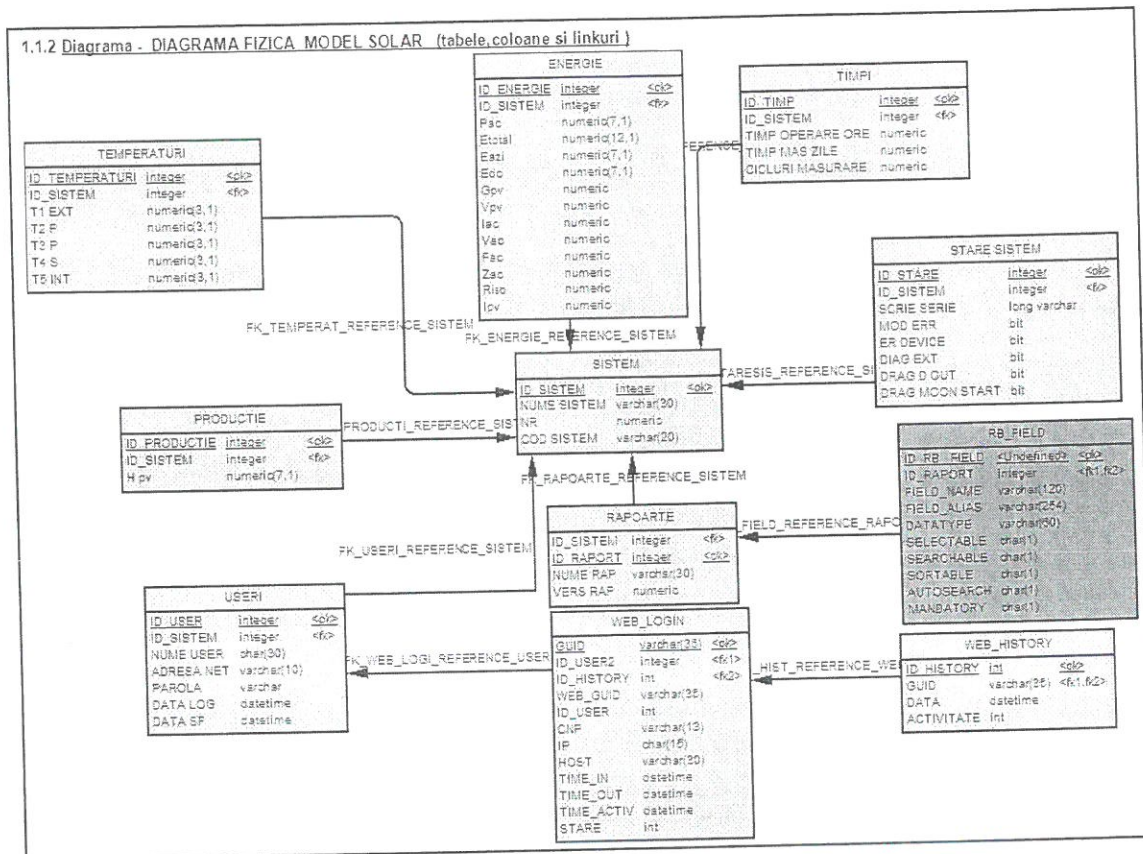 1.1.2 Diagrama - DIAGRAMA FIZICA MODEL SOLAR (tabele,coloane si linkuri )
ENERGIE
ID_ENERGIE integer <pk>
ID_SISTEM integer <fk>
Pac numeric(7,1)
Etotal numeric(12,1)
Eazi numeric(7,1)
Edc numeric(7,1)
Gpv numeric
Vpv numeric
Iac numeric
Vac numeric
Fac numeric
Zac numeric
Riso numeric
Ipv numeric
TIMPI
ID_TIMP integer <pk>
ID_SISTEM integer <fk>
TIMP OPERARE ORE numeric
TIMP MAS ZILE numeric
CICLURI MASURARE numeric
ERENCE
TEMPERATURI
ID_TEMPERATURI integer <pk>
ID_SISTEM integer <fk>
T1 EXT numeric(3,1)
T2 P numeric(3,1)
T3 P numeric(3,1)
T4 S numeric(3,1)
T5 INT numeric(3,1)
STARE SISTEM
ID_STARE integer <pk>
ID_SISTEM integer <fk>
SCRIE SERIE long varchar
MOD ERR bit
ER DEVICE bit
DIAG EXT bit
DRAG D OUT bit
DRAG MOON START bit
FK_TEMPERAT_REFERENCE_SISTEM
FK_ENERGIE_REFERENCE_SISTEM
SISTEM
ID_SISTEM integer <pk>
NUME SISTEM varchar(30)
NR numeric
COD SISTEM varchar(20)
TARESIS_REFERENCE_SI
PRODUCTIE
ID_PRODUCTIE integer <pk>
ID_SISTEM integer <fk>
H pv numeric(7,1)
PRODUCTI_REFERENCE_SIST
RB_FIELD
ID_RB_FIELD <Undefined> <pk>
ID_RAPORT Integer <fk1,fk2>
FIELD_NAME varchar(120)
FIELD_ALIAS varchar(254)
DATATYPE varchar(60)
SELECTABLE char(1)
SEARCHABLE char(1)
SORTABLE char(1)
AUTOSEARCH char(1)
MANDATORY char(1)
FK_RAPOARTE_REFERENCE_SISTEM
RAPOARTE
ID_SISTEM integer <fk>
ID_RAPORT integer <pk>
NUME RAP varchar(30)
VERS RAP numeric
_FIELD_REFERENCE_RAPO
FK_USERI_REFERENCE_SISTEM
USERI
ID_USER integer <pk>
ID_SISTEM integer <fk>
NUME USER char(30)
ADRESA NET varchar(10)
PAROLA varchar
DATA LOG datetime
DATA SF datetime
FK_WEB_LOGI_REFERENCE_USER
WEB_LOGIN
GUID varchar(35) <pk>
ID_USER2 integer <fk1>
ID_HISTORY int <fk2>
WEB_GUID varchar(35)
ID_USER int
CNP varchar(13)
IP char(15)
HOST varchar(20)
TIME_IN datetime
TIME_OUT datetime
TIME_ACTIV datetime
STARE int
_HIST_REFERENCE_WE
WEB_HISTORY
ID_HISTORY int <pk>
GUID varchar(35) <fk1,fk2>
DATA datetime
ACTIVITATE int